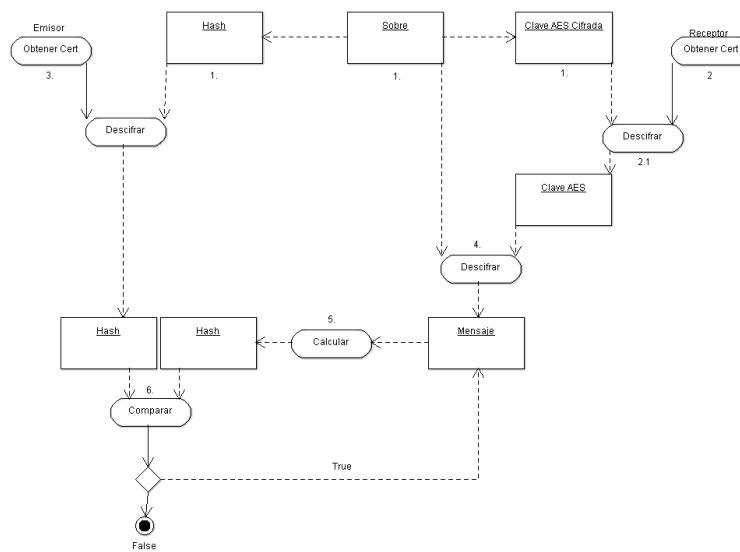 Emisor
Obtener Cert
3.
Hash
1.
Sobre
1.
Clave AES Cifrada
1.
Receptor
Obtener Cert
2
Descifrar
Descifrar
2.1
Clave AES
4.
Descifrar
Hash
Hash
5.
Calcular
Mensaje
6.
Comparar
True
False